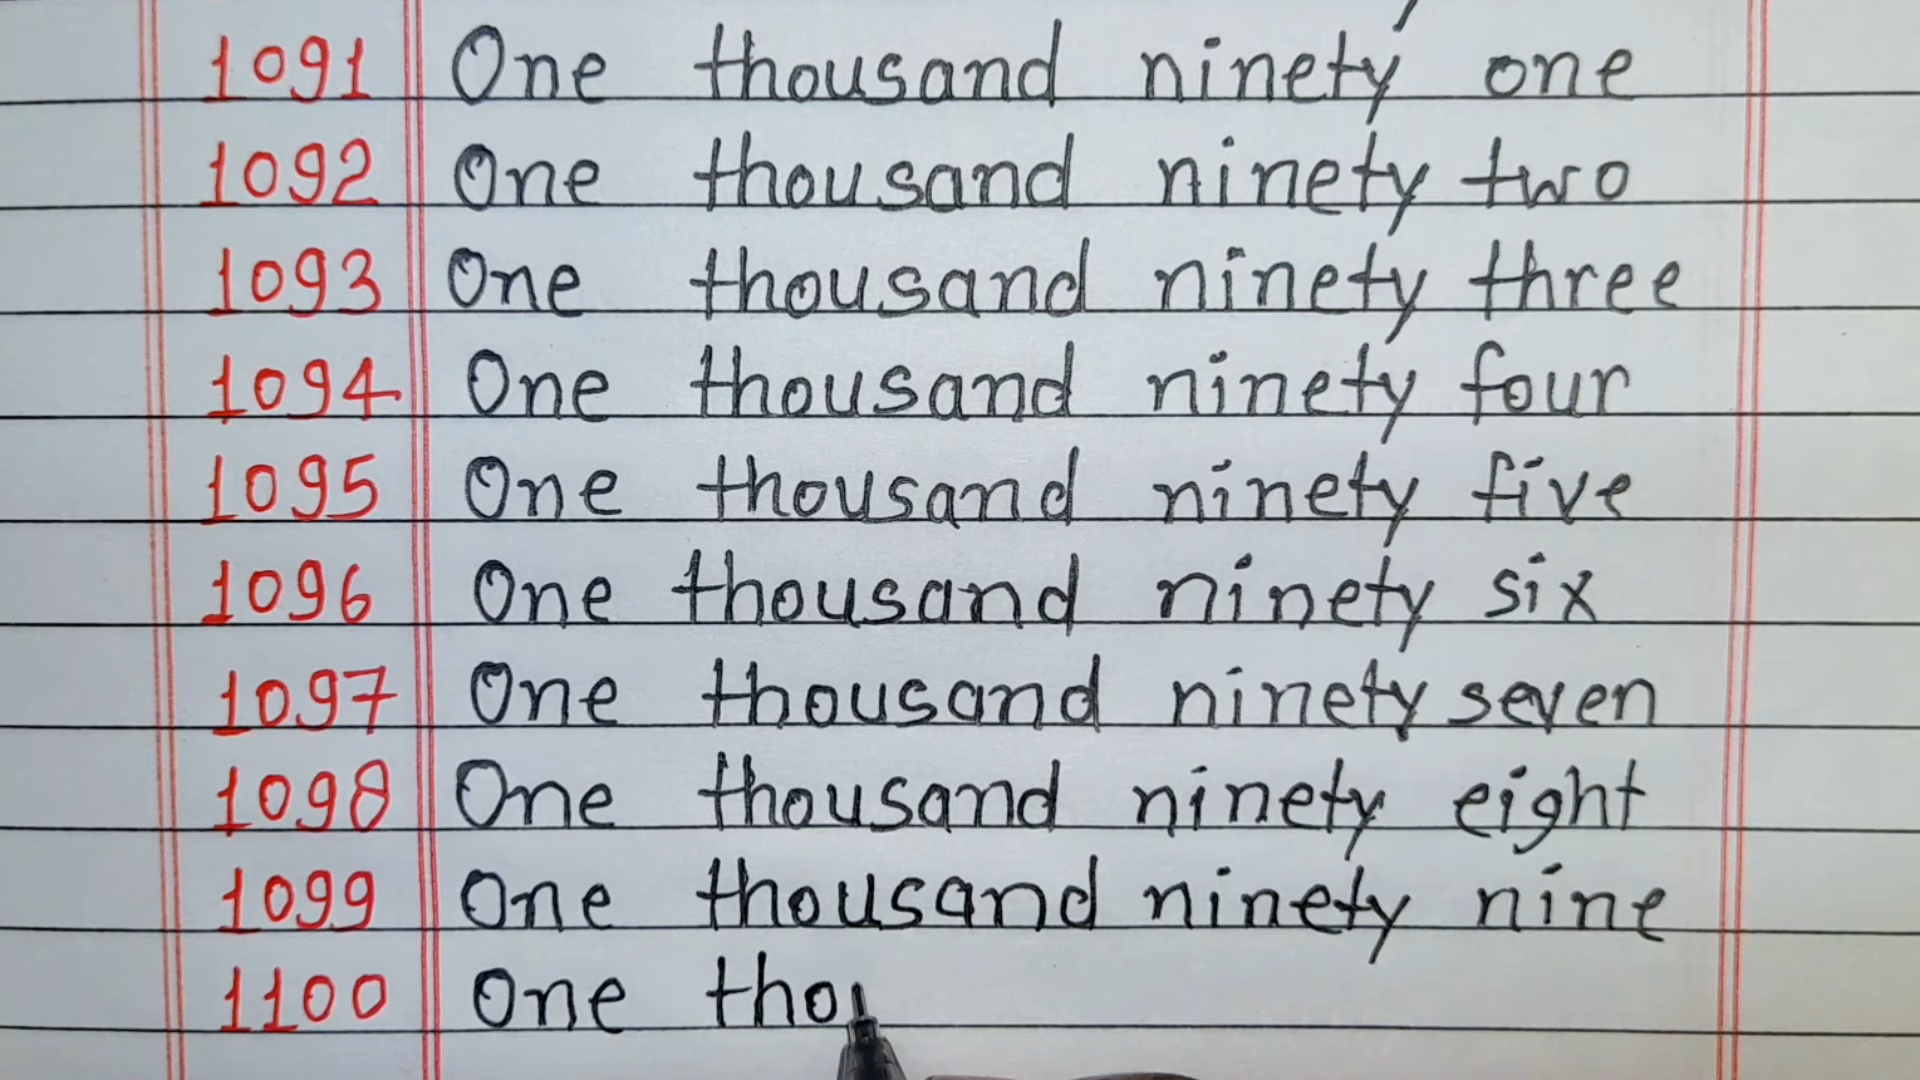 1091 One thousand ninety one
1092 One thousand ninety two
1093 One thousand ninety three
1094 One thousand ninety four
1095 One thousand ninety five
1096 One thousand ninety six
1097 One thousand ninety seven
1098 One thousand ninety eight
1099 One thousand ninety nine
1100 One tho